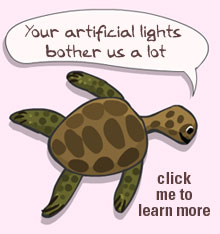 Your artificial lights
bother us a lot
click
me to
learn more